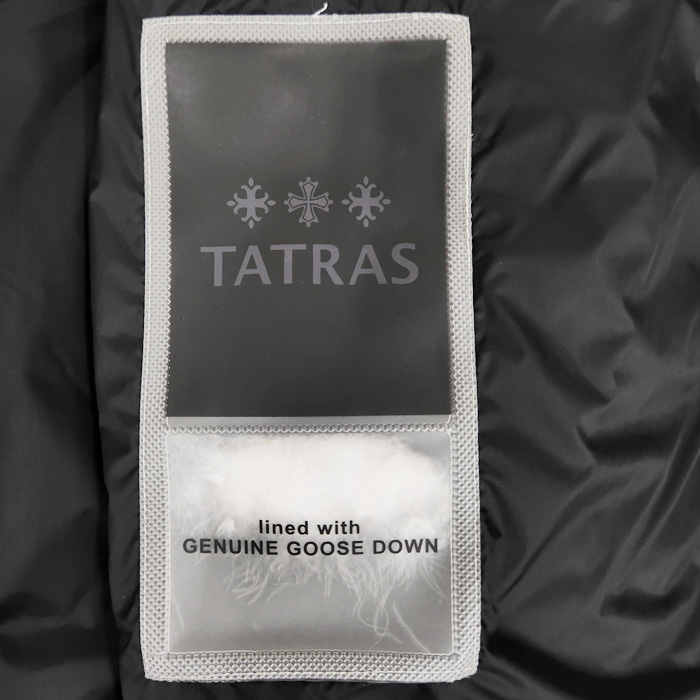 TATRAS
lined with
GENUINE GOOSE DOWN